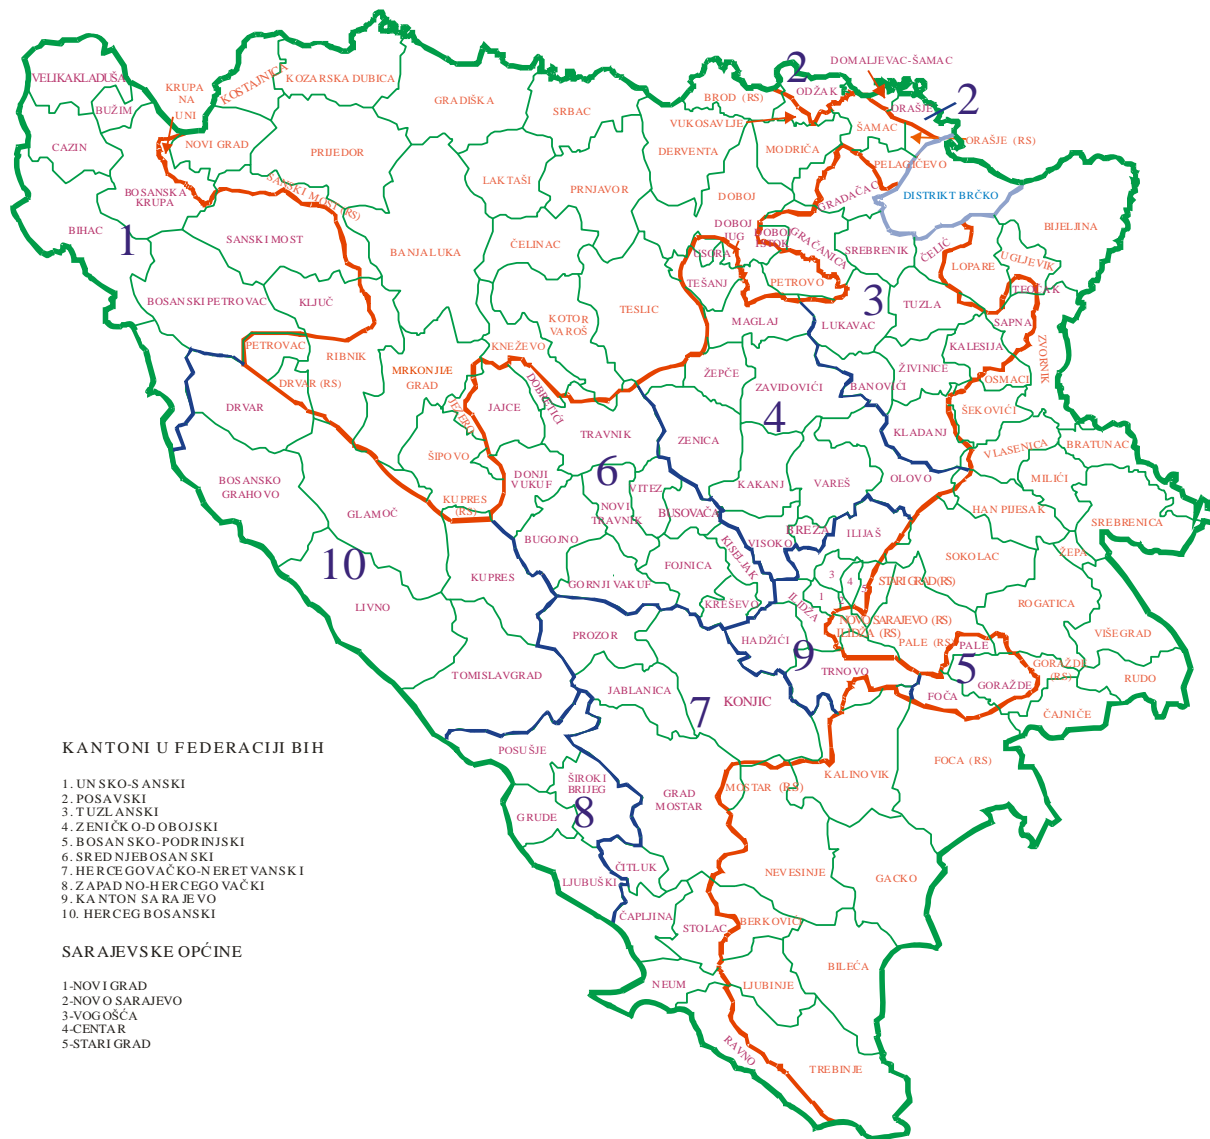 DOMALJEVAC-ŠAMAC
2
VELIKAKLADUŠA
KOSTAJNICA
KOZARSKA DUBICA
KRUPA
NA
UNI
GRADIŠKA
SRBAC
BROD (RS)
ODŽAK
ORAŠJE
2
BUŽIM
VUKOSAVLJE
ŠAMAC
ORAŠJE (RS)
CAZIN
NOVI GRAD
PRIJEDOR
DERVENTA
MODRIČA
PELAGIĆEVO
LAKTAŠI
PRNJAVOR
SANSKI MOST (RS)
BOSANSKA
KRUPA
DOBOJ
GRADAČAC
DISTRIKT BRČKO
BIHAC
1
SANSKI MOST
BANJALUKA
ČELINAC
DOBOJ
JUG
DOBOJ
ISTOK
GRAČANICA
SREBRENIK
ČELIĆ
BIJELJINA
USORA
LOPARE
UGLJEVIK
TEŠANJ
PETROVO
TEOČAK
BOSANSKI PETROVAC
KLJUČ
TESLIC
3
TUZLA
KOTOR
VAROŠ
MAGLAJ
LUKAVAC
SAPNA
PETROVAC
RIBNIK
KNEŽEVO
KALESIJA
ZVORNIK
DRVAR (RS)
MRKONJIÆ
GRAD
ŽEPČE
ZAVIDOVIĆI
BANOVIĆI
ŽIVINICE
OSMACI
DOBRETIĆI
DRVAR
JEZERO
JAJCE
4
ŠEKOVIĆI
TRAVNIK
ZENICA
KLADANJ
VLASENICA
BRATUNAC
ŠIPOVO
6
DONJI
VUKUF
BOSANSKO
GRAHOVO
VITEZ
KAKANJ
VAREŠ
OLOVO
MILIĆI
KUPRES
(RS)
NOVI
TRAVNIK
BUSOVAČA
HAN PIJESAK
GLAMOČ
SREBRENICA
BREZA
ILIJAŠ
BUGOJNO
VISOKO
KISELJAK
SOKOLAC
ŽEPA
10
FOJNICA
KUPRES
GORNJI VAKUF
3
4
5
STARI GRAD(RS)
1
2
ILIDŽA
KREŠEVO
LIVNO
ROGATICA
NOVO SARAJEVO (RS)
ILIDŽA (RS)
PROZOR
HADŽIĆI
PALE (RS)
PALE
VIŠEGRAD
9
5
GORAŽDE
(RS)
TOMISLAVGRAD
TRNOVO
RUDO
JABLANICA
GORAŽDE
FOČA
7
KONJIC
ČAJNIČE
KANTONI U FEDERACIJI BIH
POSUŠJE
FOCA (RS)
ŠIROKI
BRIJEG
KALINOVIK
MOSTAR (RS)
GRAD
MOSTAR
8
GRUDE
1. UNSKO-SANSKI
2. POSAVSKI
3. TUZLANSKI
4. ZENIČKO-DOBOJSKI
5. BOSANSKO-PODRINJSKI
6. SREDNJEBOSANSKI
7. HERCEGOVAČKO-NERETVANSKI
8. ZAPADNO-HERCEGOVAČKI
9. KANTON SARAJEVO
10. HERCEG BOSANSKI
ČITLUK
NEVESINJE
LJUBUŠKI
GACKO
ČAPLJINA
BERKOVIĆI
STOLAC
SARAJEVSKE OPĆINE
BILEĆA
NEUM
LJUBINJE
1-NOVI GRAD
2-NOVO SARAJEVO
3-VOGOŠĆA
4-CENTAR
5-STARI GRAD
RAVNO
TREBINJE